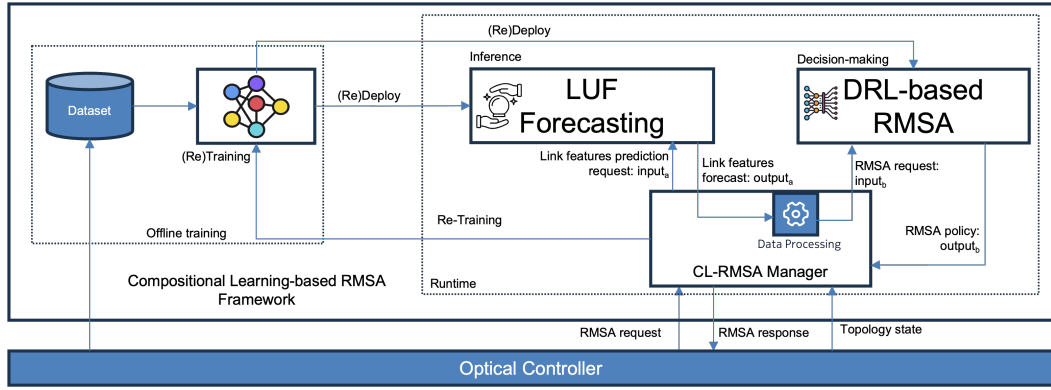 (Re)Deploy
Inference
Decision-making
Dataset
(Re)Training
(Re)Deploy
LUF
Forecasting
DRL-based
RMSA
Link features prediction
request: inputa
Link features
forecast: outputa
RMSA request:
inputb
RMSA policy:
outputb
Re-Training
Data Processing
Offline training
CL-RMSA Manager
Compositional Learning-based RMSA
Framework
Runtime
RMSA request
RMSA response
Topology state
Optical Controller